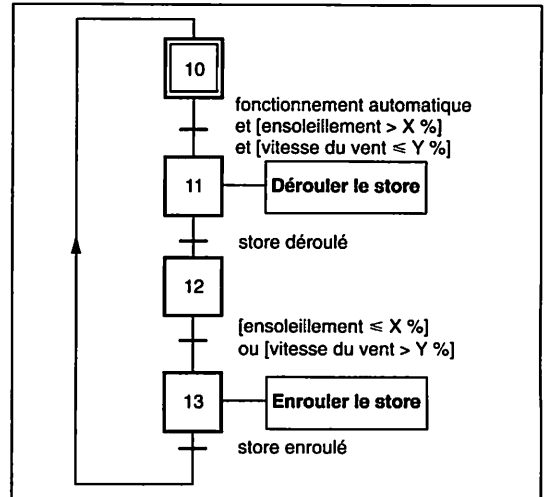 10
fonctionnement automatique
et [ensoleillement > X %]
et [vitesse du vent ⩽ Y %]
11
Dérouler le store
store déroulé
12
[ensoleillement ⩽ X %]
ou [vitesse du vent > Y %]
13
Enrouler le store
store enroulé